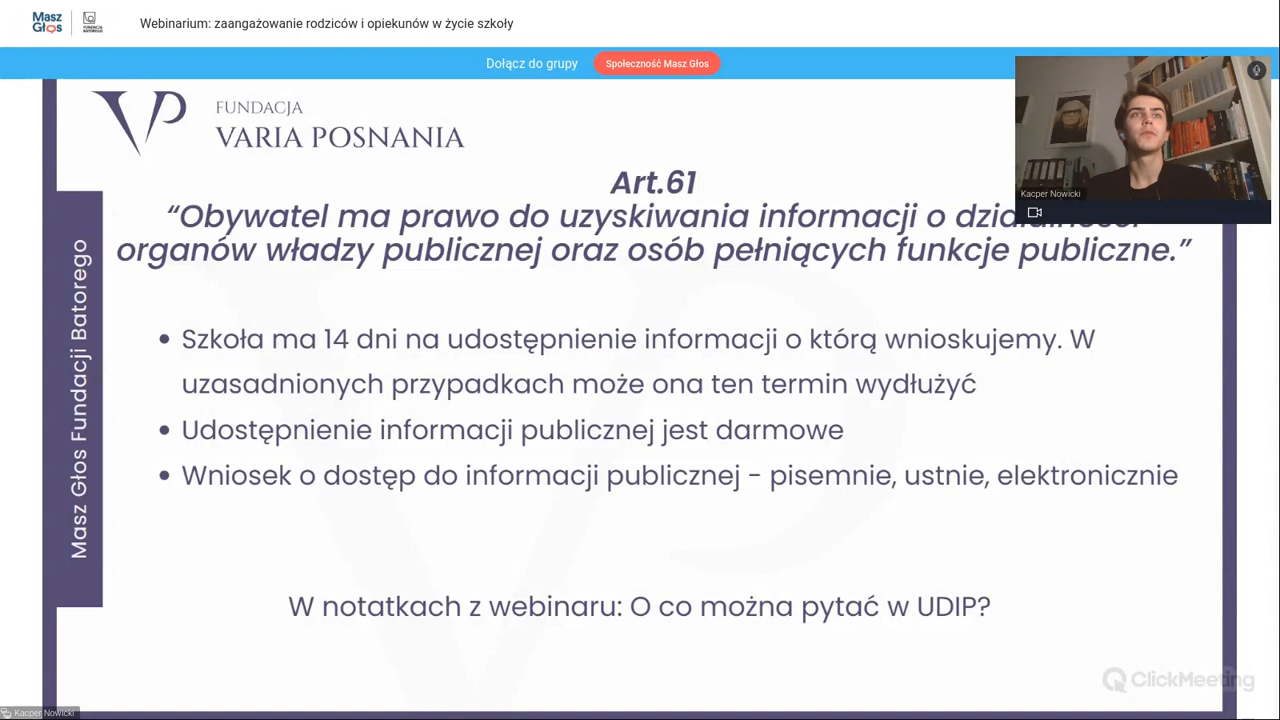 Masz
Głos
FUNDACJA
BATOREGO
Webinarium: zaangażowanie rodziców i opiekunów w życie szkoły
Dołącz do grupy
Społeczność Masz Głos
FUNDACJA
VARIA POSNANIA
Kacper Nowicki
Masz Głos Fundacji Batorego
Art.61
“Obywatel ma prawo do uzyskiwania informacji o działalności
organów władzy publicznej oraz osób pełniących funkcje publiczne.”
• Szkoła ma 14 dni na udostępnienie informacji o którą wnioskujemy. W
uzasadnionych przypadkach może ona ten termin wydłużyć
• Udostępnienie informacji publicznej jest darmowe
• Wniosek o dostęp do informacji publicznej - pisemnie, ustnie, elektronicznie
W notatkach z webinaru: O co można pytać w UDIP?
ClickMeeting
Kacper Nowicki